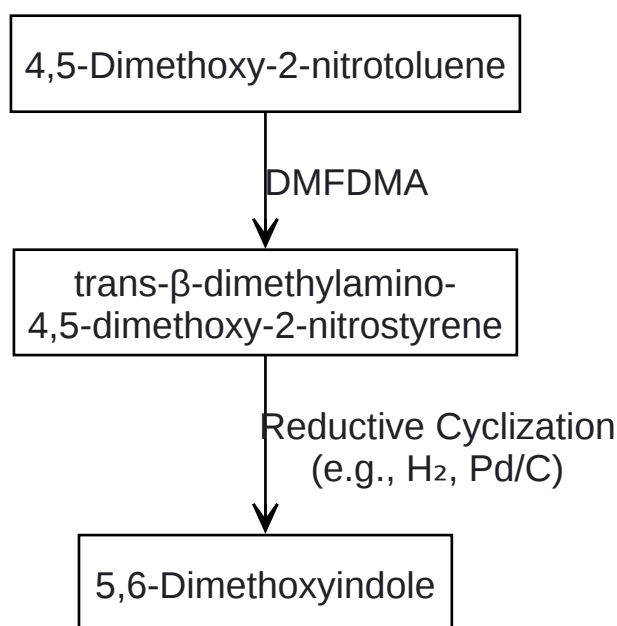 4,5-Dimethoxy-2-nitrotoluene
DMFDMA
trans-β-dimethylamino-
4,5-dimethoxy-2-nitrostyrene
Reductive Cyclization
(e.g., H₂, Pd/C)
5,6-Dimethoxyindole